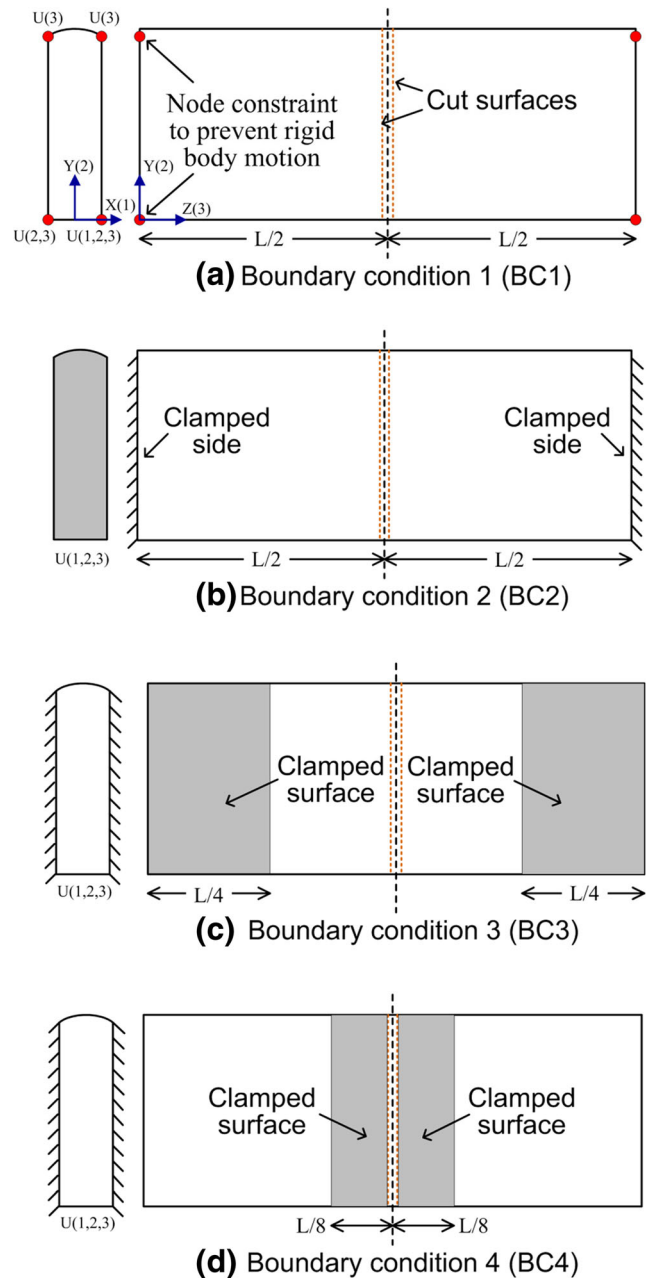 U(3) U(3)
Node constraint
to prevent rigid
body motion
Cut surfaces
Y(2) Y(2)
X(1) Z(3)
U(2,3) U(1,2,3)
L/2 L/2
(a) Boundary condition 1 (BC1)
Clamped
side
Clamped
side
U(1,2,3)
L/2 L/2
(b) Boundary condition 2 (BC2)
Clamped
surface
Clamped
surface
U(1,2,3)
L/4 L/4
(c) Boundary condition 3 (BC3)
Clamped
surface
Clamped
surface
U(1,2,3)
L/8 L/8
(d) Boundary condition 4 (BC4)